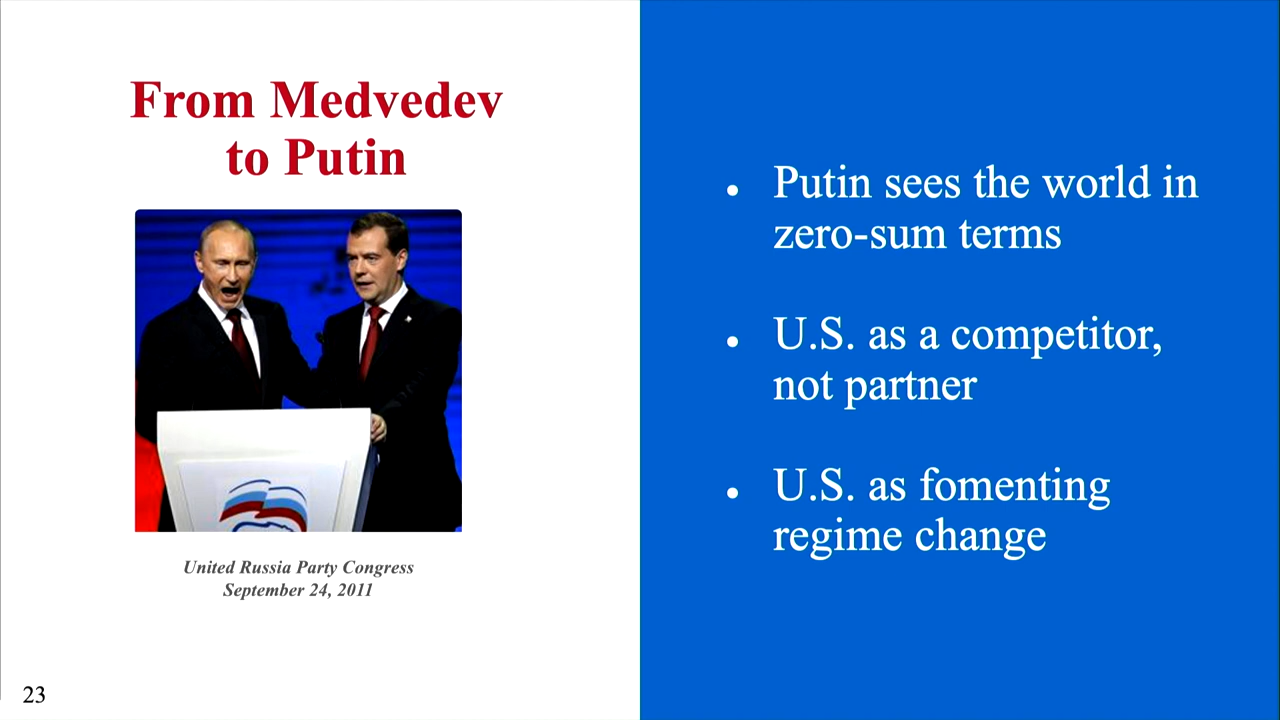 From Medvedev
to Putin
United Russia Party Congress
September 24, 2011
23
• Putin sees the world in
zero-sum terms
• U.S. as a competitor,
not partner
• U.S. as fomenting
regime change